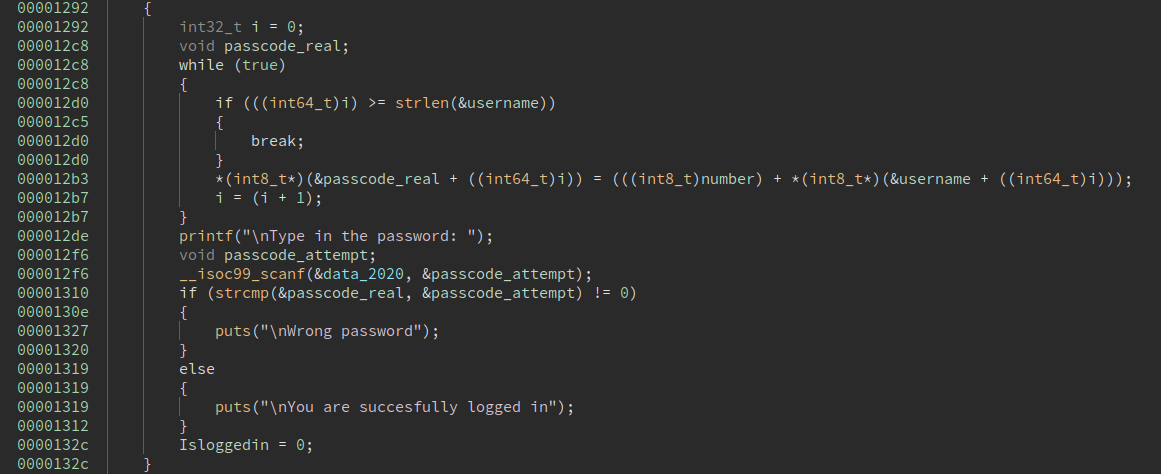 00001292 {
00001292 int32_t i = 0;
000012c8 void passcode_real;
000012c8 while (true)
000012c8 {
000012d0 if (((int64_t)i) >= strlen(&username))
000012c5 {
000012d0 break;
000012d0 }
000012b3 *(int8_t*)(&passcode_real + ((int64_t)i)) = (((int8_t)number) + *(int8_t*)(&username + ((int64_t)i)));
000012b7 i = (i + 1);
000012b7 }
000012de printf("\nType in the password: ");
000012f6 void passcode_attempt;
000012f6 __isoc99_scanf(&data_2020, &passcode_attempt);
00001310 if (strcmp(&passcode_real, &passcode_attempt) != 0)
0000130e {
00001327 puts("\nWrong password");
00001320 }
00001319 else
00001319 {
00001319 puts("\nYou are succesfully logged in");
00001312 }
0000132c Isloggedin = 0;
0000132c }